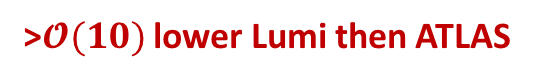 >𝒪(10) lower Lumi then ATLAS